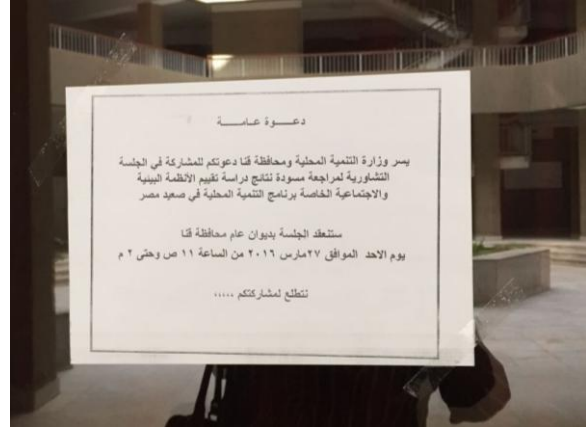 دعـــــوة عـامـــــة
يسر وزارة التنمية المحلية ومحافظة قنا دعوتكم للمشاركة في الجلسة
التشاورية لمراجعة مسودة نتائج دراسة تقييم الأنظمة البيئية
والاجتماعية الخاصة برنامج التنمية المحلية في صعيد مصر
ستنعقد الجلسة بديوان عام محافظة قنا
يوم الاحد الموافق ٢٧مارس ٢٠١٦ من الساعة ١١ ص وحتى ٢ م
نتطلع لمشاركتكم .....